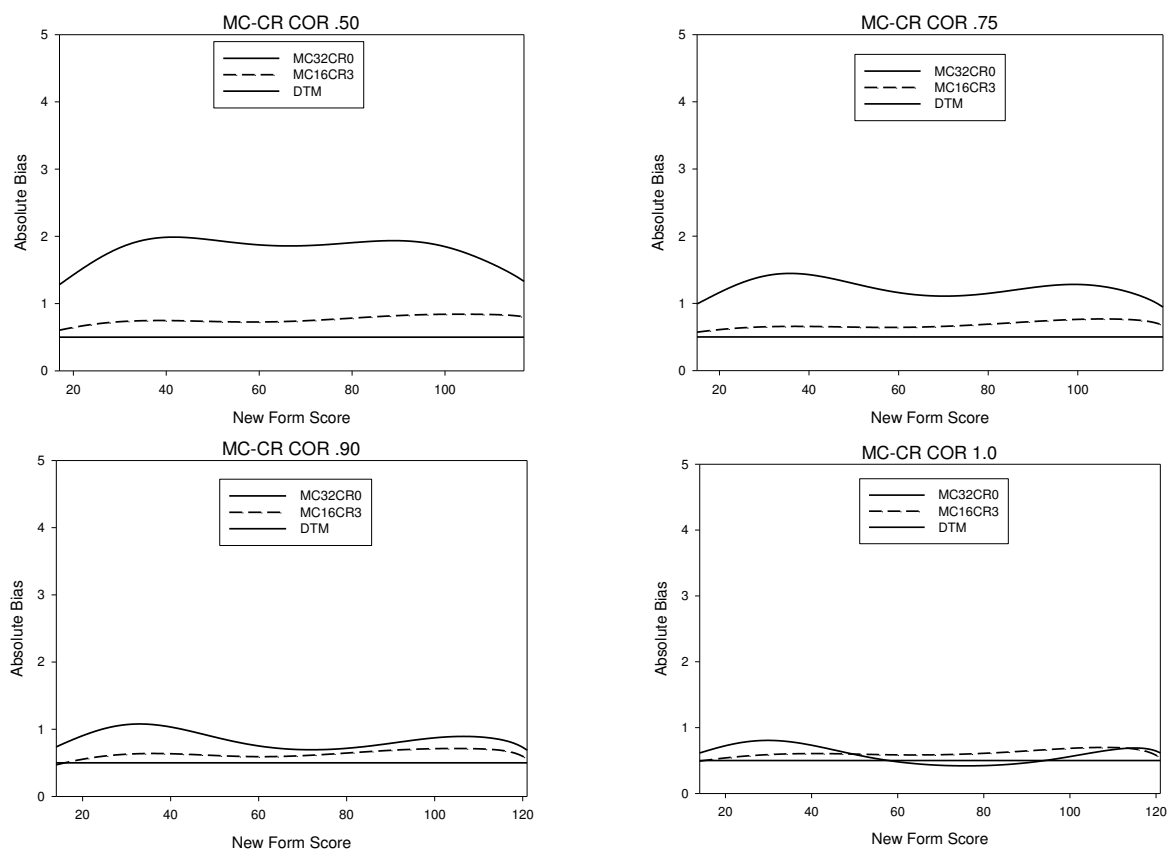 MC-CR COR .50
5
4
3
2
1
0
Absolute Bias
MC32CR0
MC16CR3
DTM
20 40 60 80 100
New Form Score
MC-CR COR .75
5
4
3
2
1
0
Absolute Bias
MC32CR0
MC16CR3
DTM
20 40 60 80 100
New Form Score
MC-CR COR .90
5
4
3
2
1
0
Absolute Bias
MC32CR0
MC16CR3
DTM
20 40 60 80 100 120
New Form Score
MC-CR COR 1.0
5
4
3
2
1
0
Absolute Bias
MC32CR0
MC16CR3
DTM
20 40 60 80 100 120
New Form Score